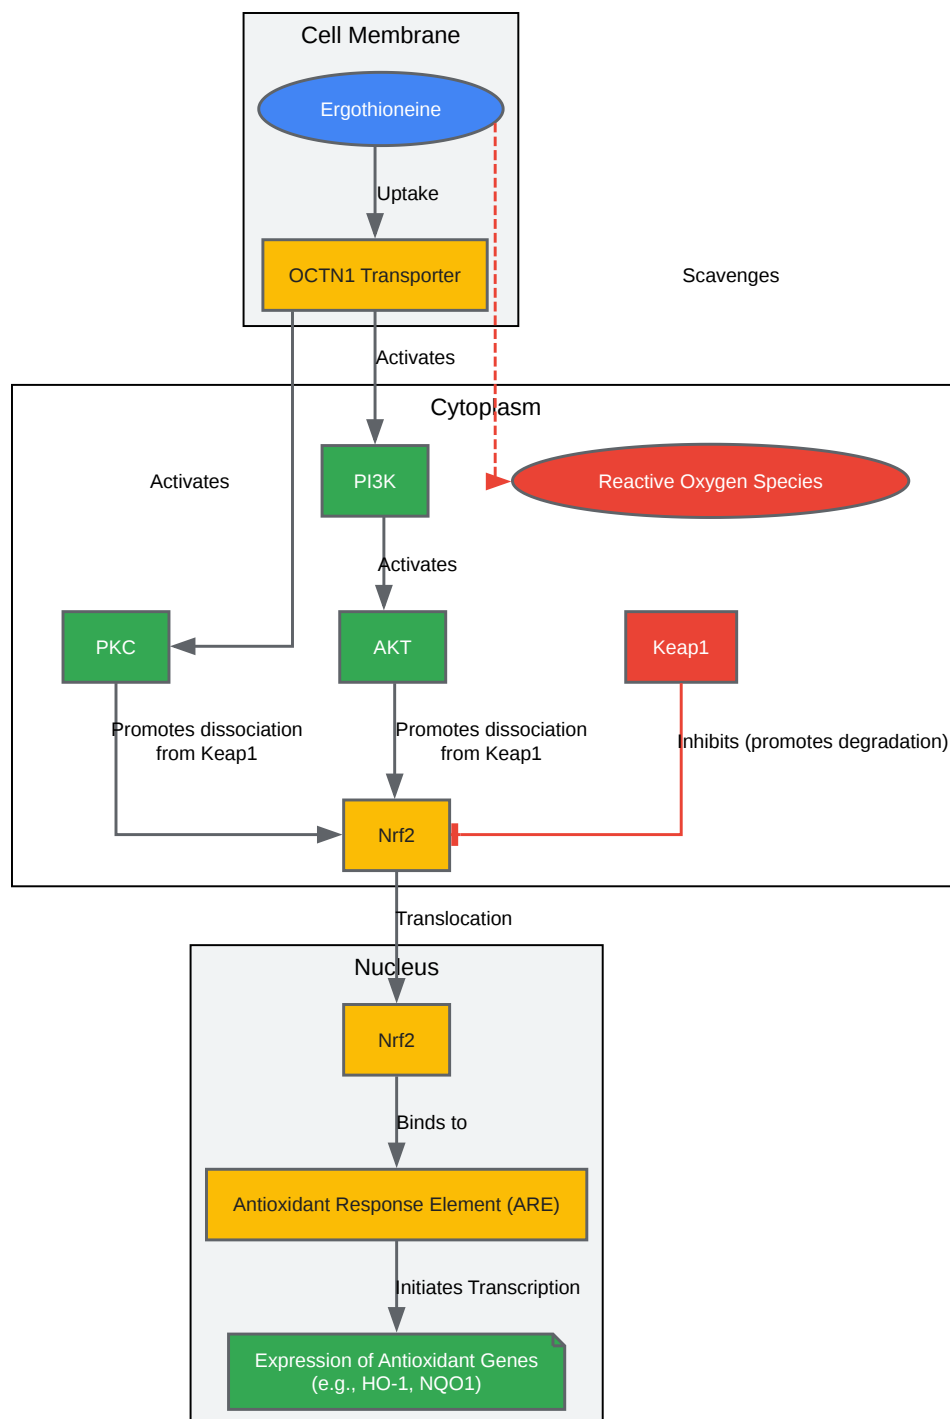 Cell Membrane
Ergothioneine
Uptake
OCTN1 Transporter
Scavenges
Activates
Cytoplasm
PI3K
Reactive Oxygen Species
Activates
Activates
PKC
AKT
Keap1
Promotes dissociation
from Keap1
Promotes dissociation
from Keap1
Inhibits (promotes degradation)
Nrf2
Translocation
Nucleus
Nrf2
Binds to
Antioxidant Response Element (ARE)
Initiates Transcription
Expression of Antioxidant Genes
(e.g., HO-1, NQO1)